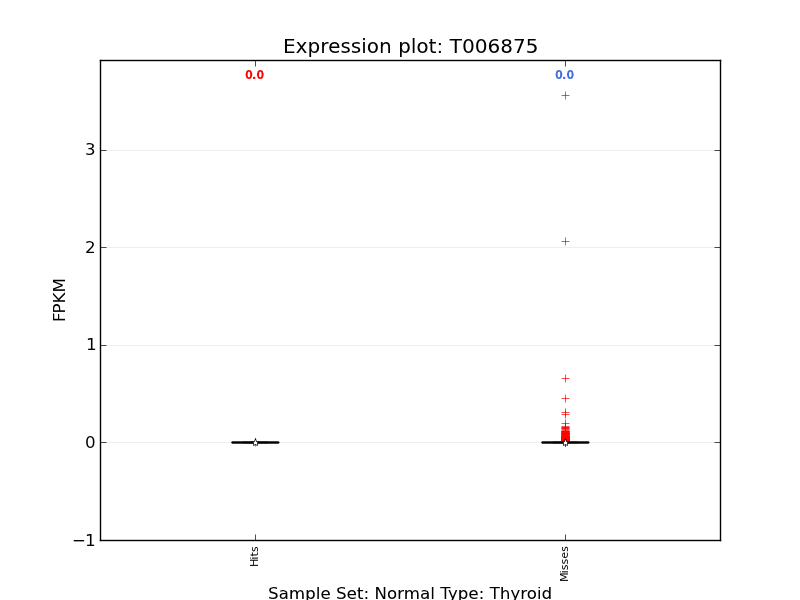 Expression plot: T006875
0.0 0.0
3
2
1
0
−1
FPKM
Hits Misses
Sample Set: Normal Type: Thyroid